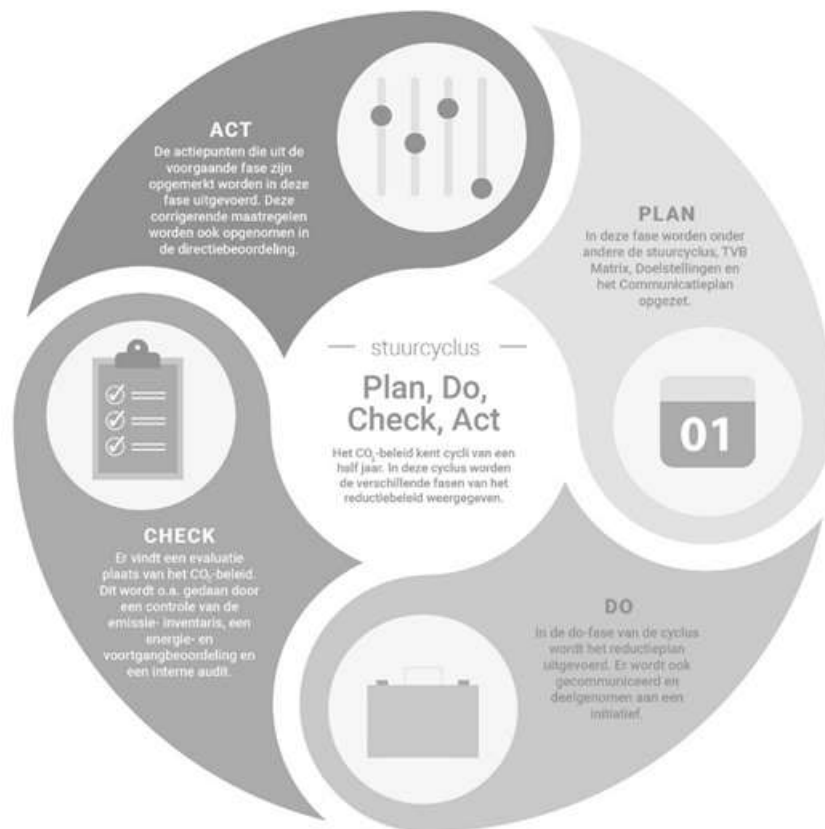 ACT
De actiepunten die uit de
voorgaande fase zijn
opgemerkt worden in deze
fase uitgevoerd. Deze
corrigerende maatregelen
worden ook opgenomen in
de directiebeoordeling.
PLAN
In deze fase worden onder
andere de stuurcyclus, TVB
Matrix, Doelstellingen en
het Communicatieplan
opgezet.
01
stuurcyclus
Plan, Do,
Check, Act
Het CO₂-beleid kent cycli van een
half jaar. In deze cyclus worden
de verschillende fasen van het
reductiebeleid weergegeven.
CHECK
Er vindt een evaluatie
plaats van het CO₂-beleid.
Dit wordt o.a. gedaan door
een controle van de
emissie- inventaris, een
energie- en
voortgangbeoordeling en
een interne audit.
DO
In de do-fase van de cyclus
wordt het reductieplan
uitgevoerd. Er wordt ook
gecommuniceerd en
deelgenomen aan een
initiatief.